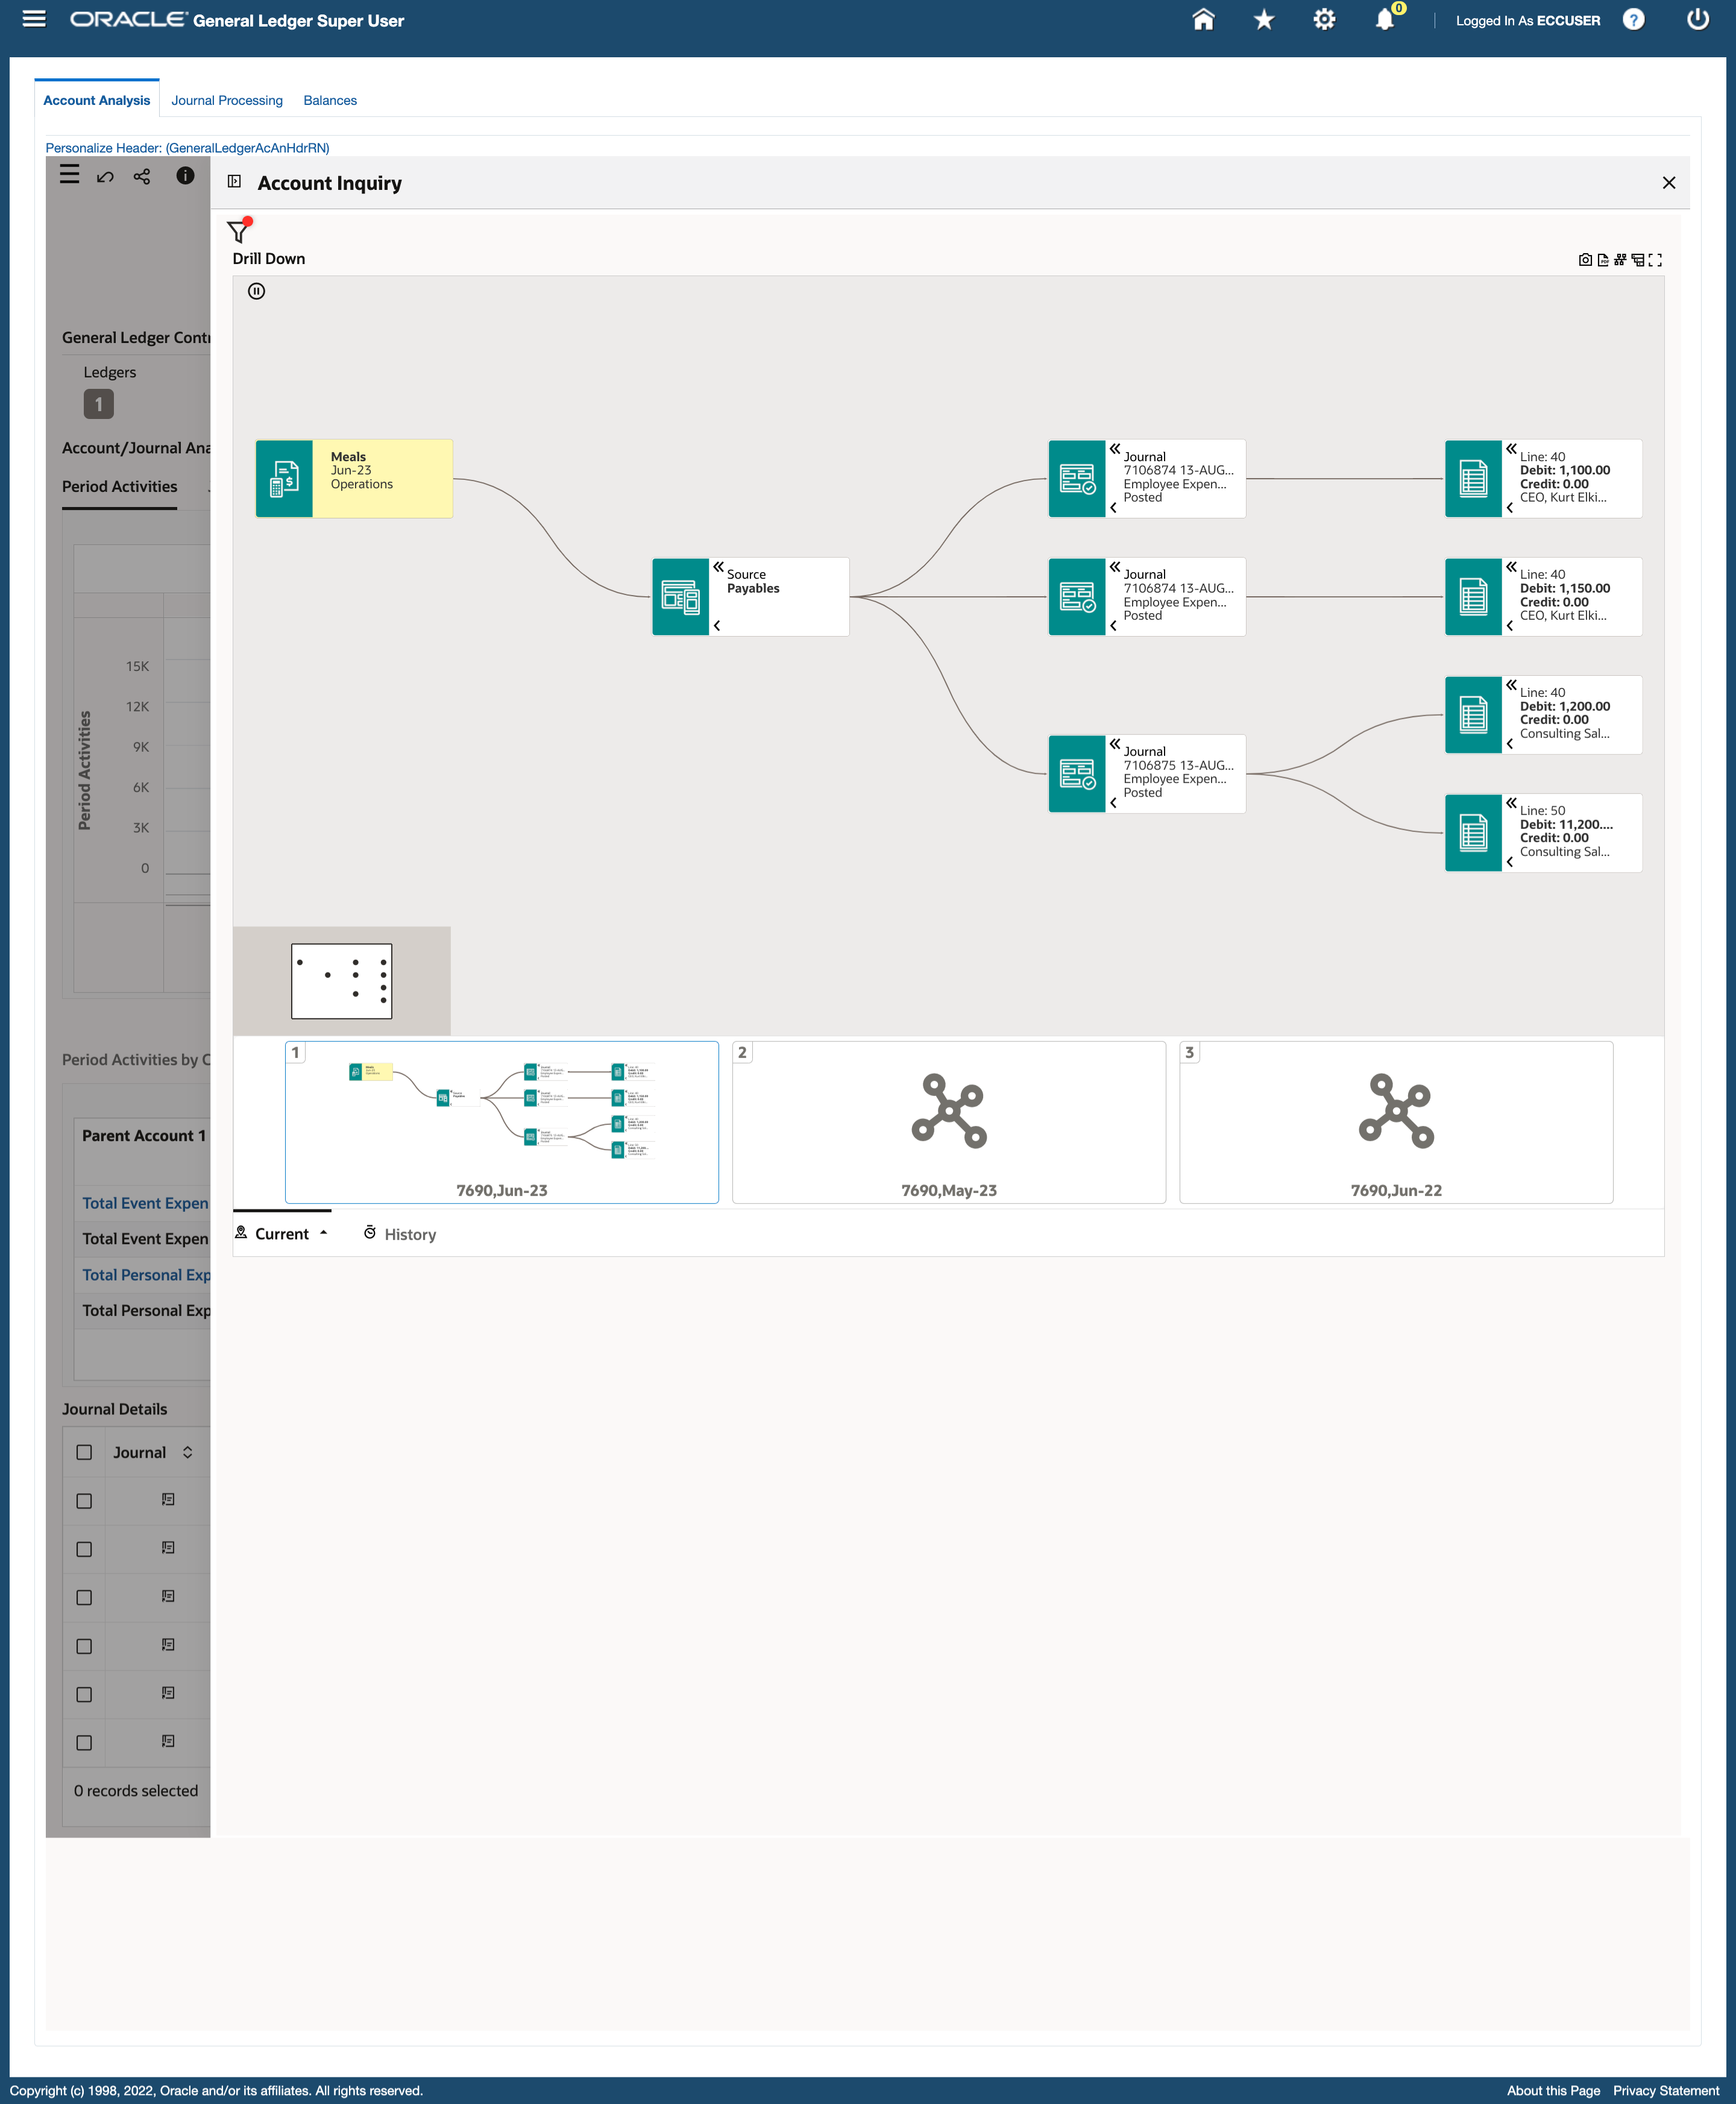 ORACLE General Ledger Super User
0
Logged In As ECCUSER
?
Account Analysis
Journal Processing
Balances
Personalize Header: (GeneralLedgerAcAnHdrRN)
Account Inquiry
Drill Down
General Ledger Contr
Ledgers
1
Account/Journal Ana
Period Activities
Period Activities
15K
12K
9K
6K
3K
0
Meals
Jun-23
Operations
Source
Payables
Journal
7106874 13-AUG...
Employee Expen...
Posted
Journal
7106874 13-AUG...
Employee Expen...
Posted
Journal
7106875 13-AUG...
Employee Expen...
Posted
Line: 40
Debit: 1,100.00
Credit: 0.00
CEO, Kurt Elki...
Line: 40
Debit: 1,150.00
Credit: 0.00
CEO, Kurt Elki...
Line: 40
Debit: 1,200.00
Credit: 0.00
Consulting Sal...
Line: 50
Debit: 11,200....
Credit: 0.00
Consulting Sal...
1
7690,Jun-23
2
7690,May-23
3
7690,Jun-22
Current
History
Period Activities by C
Parent Account 1
Total Event Expen
Total Event Expen
Total Personal Exp
Total Personal Exp
Journal Details
Journal
0 records selected
Copyright (c) 1998, 2022, Oracle and/or its affiliates. All rights reserved.
About this Page
Privacy Statement